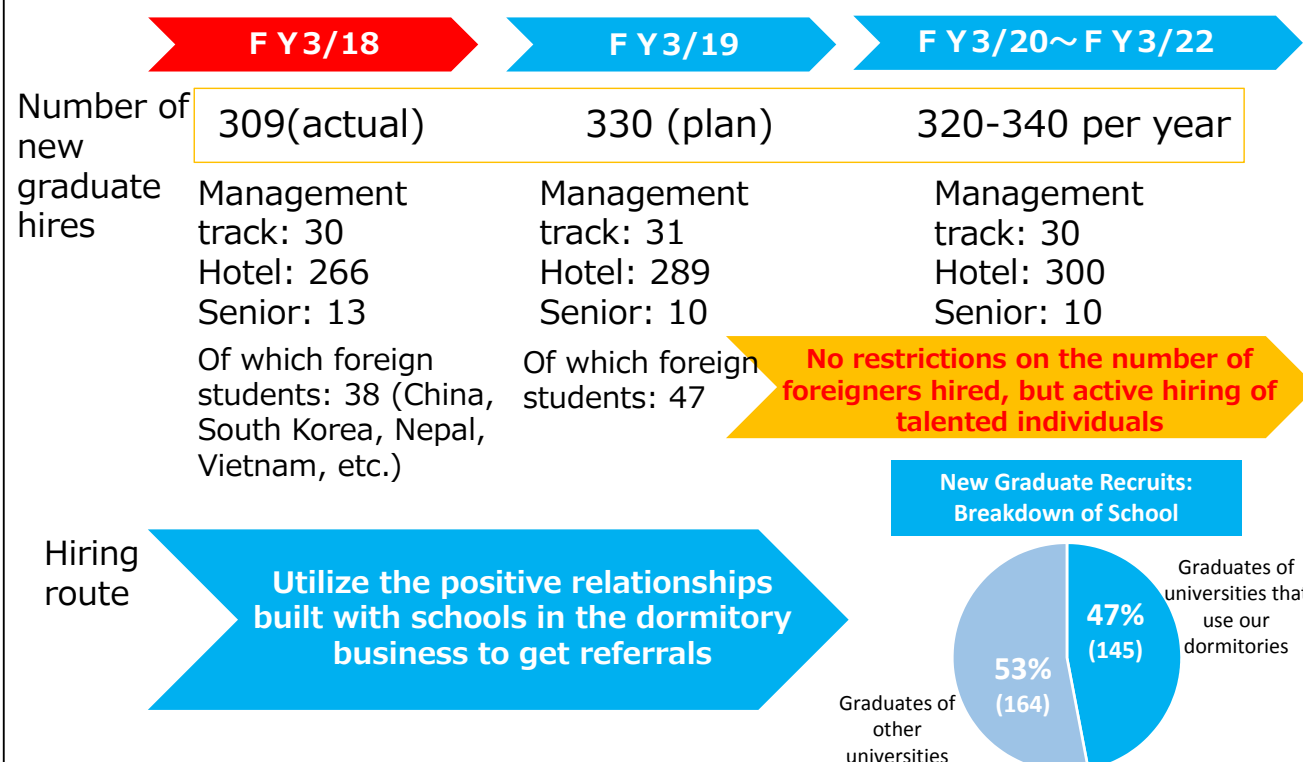 ＦＹ3/18
ＦＹ3/19
ＦＹ3/20～ＦＹ3/22
Number of
new
graduate
hires
309(actual)
330 (plan)
320-340 per year
Management
track: 30
Hotel: 266
Senior: 13
Management
track: 31
Hotel: 289
Senior: 10
Management
track: 30
Hotel: 300
Senior: 10
Of which foreign
students: 38 (China,
South Korea, Nepal,
Vietnam, etc.)
Of which foreign
students: 47
No restrictions on the number of
foreigners hired, but active hiring of
talented individuals
Hiring
route
Utilize the positive relationships
built with schools in the dormitory
business to get referrals
New Graduate Recruits:
Breakdown of School
47%
(145)
Graduates of
universities that
use our
dormitories
53%
(164)
Graduates of
other
universities